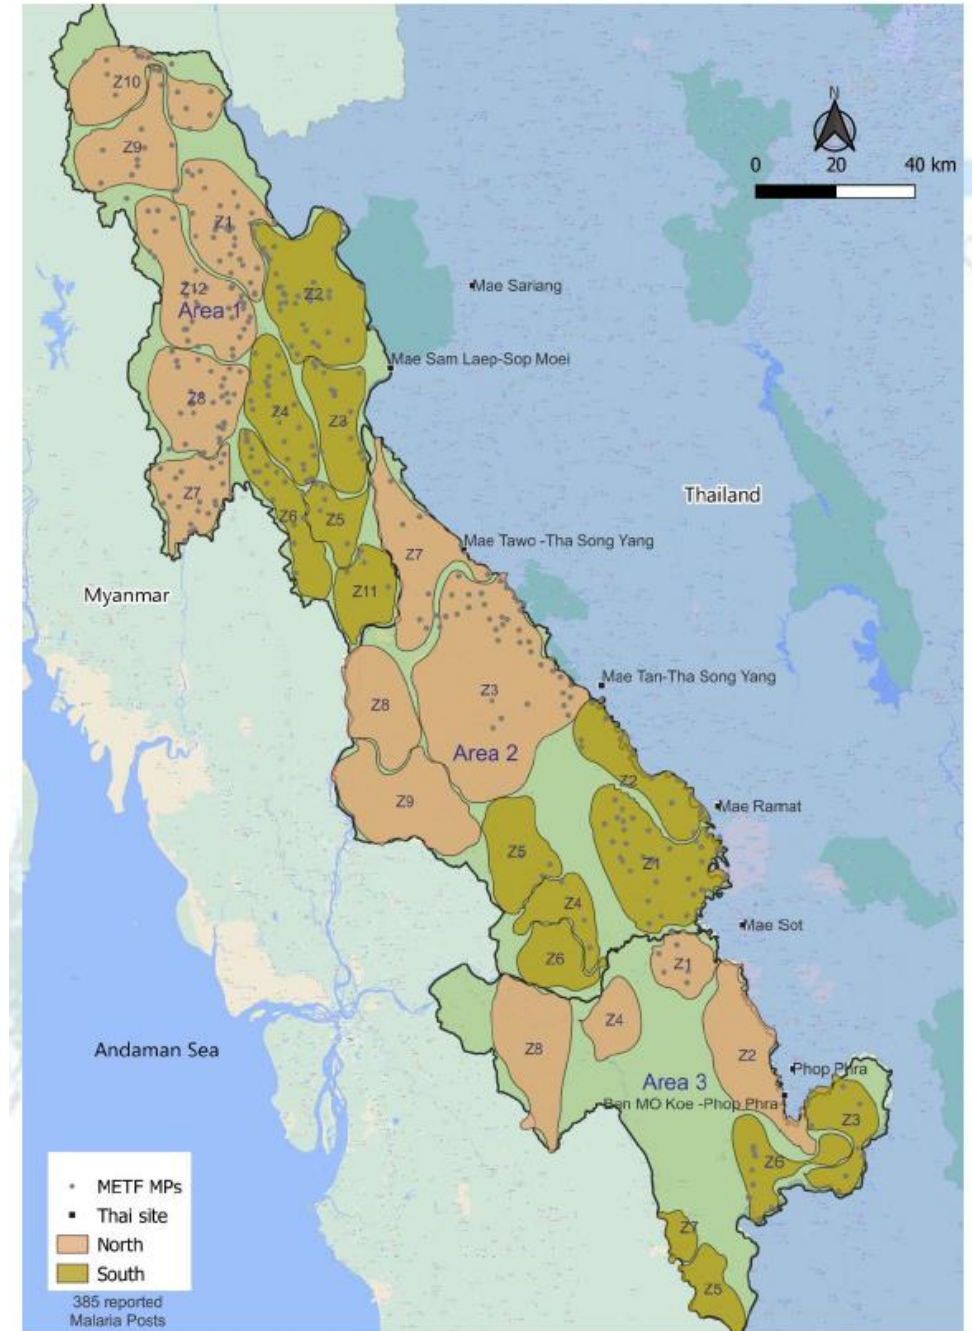 N
0 20 40 km
Z10
Z9
Z1
Z2
Z12
Area 1
Mae Sariang
Mae Sam Laep-Sop Moei
Z8
Z4
Z3
Z7
Z6
Z5
Thailand
Z7
Mae Tawo -Tha Song Yang
Z11
Myanmar
Mae Tan-Tha Song Yang
Z3
Z8
Area 2
Z2
Z9
Mae Ramat
Z5
Z1
Z4
Mae Sot
Z6
Z1
Z4
Z8
Z2
Andaman Sea
Phop Phra
Area 3
Ban MO Koe -Phop Phra
Z3
Z6
Z7
Z5
METF MPs
Thai site
North
South
385 reported
Malaria Posts